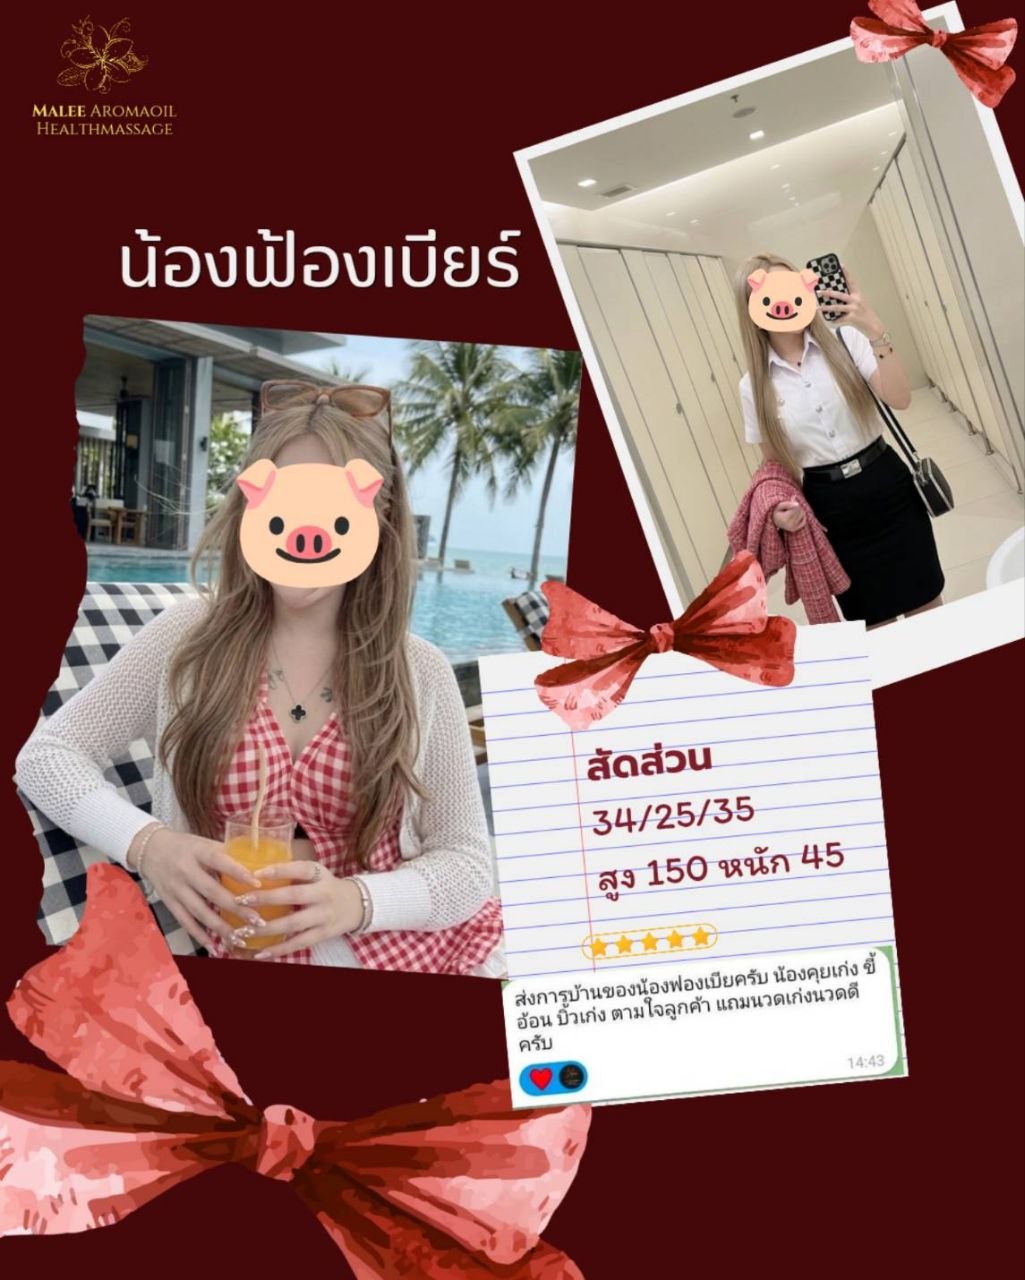 MALEE AROMAOIL
HEALTHMASSAGE
น้องฟ้องเบียร์
สัดส่วน
34/25/35
สูง 150 หนัก 45
ส่งการบ้านของน้องฟองเบียครับ น้องคุยเก่ง ขี้
อ้อน บิ้วเก่ง ตามใจลูกค้า แถมนวดเก่งนวดดี
ครับ
14:43